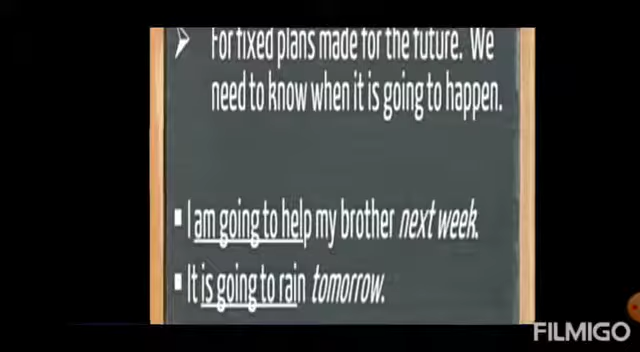 For fixed plans made for the future. We
need to know when it is going to happen.
I am going to help my brother next week.
It is going to rain tomorrow.
FILMIGO